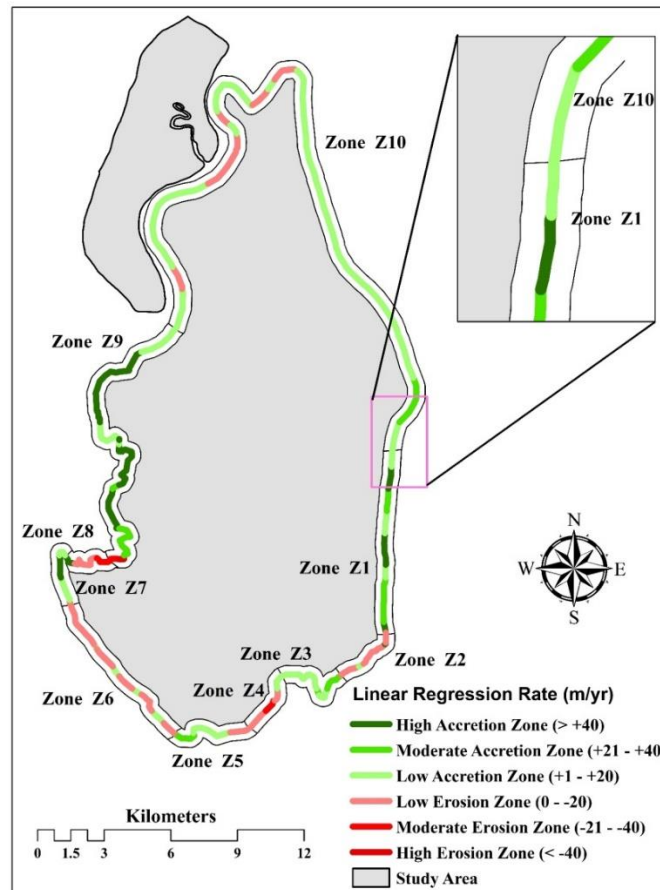 Zone Z10
Zone Z1
Zone Z10
Zone Z9
Zone Z8
Zone Z7
Zone Z1
Zone Z3
Zone Z2
Zone Z4
Zone Z6
Zone Z5
N
W E
S
Linear Regression Rate (m/yr)
High Accretion Zone (> +40)
Moderate Accretion Zone (+21 - +40
Low Accretion Zone (+1 - +20)
Low Erosion Zone (0 - -20)
Moderate Erosion Zone (-21 - -40)
High Erosion Zone (< -40)
Study Area
Kilometers
0 1.5 3 6 9 12